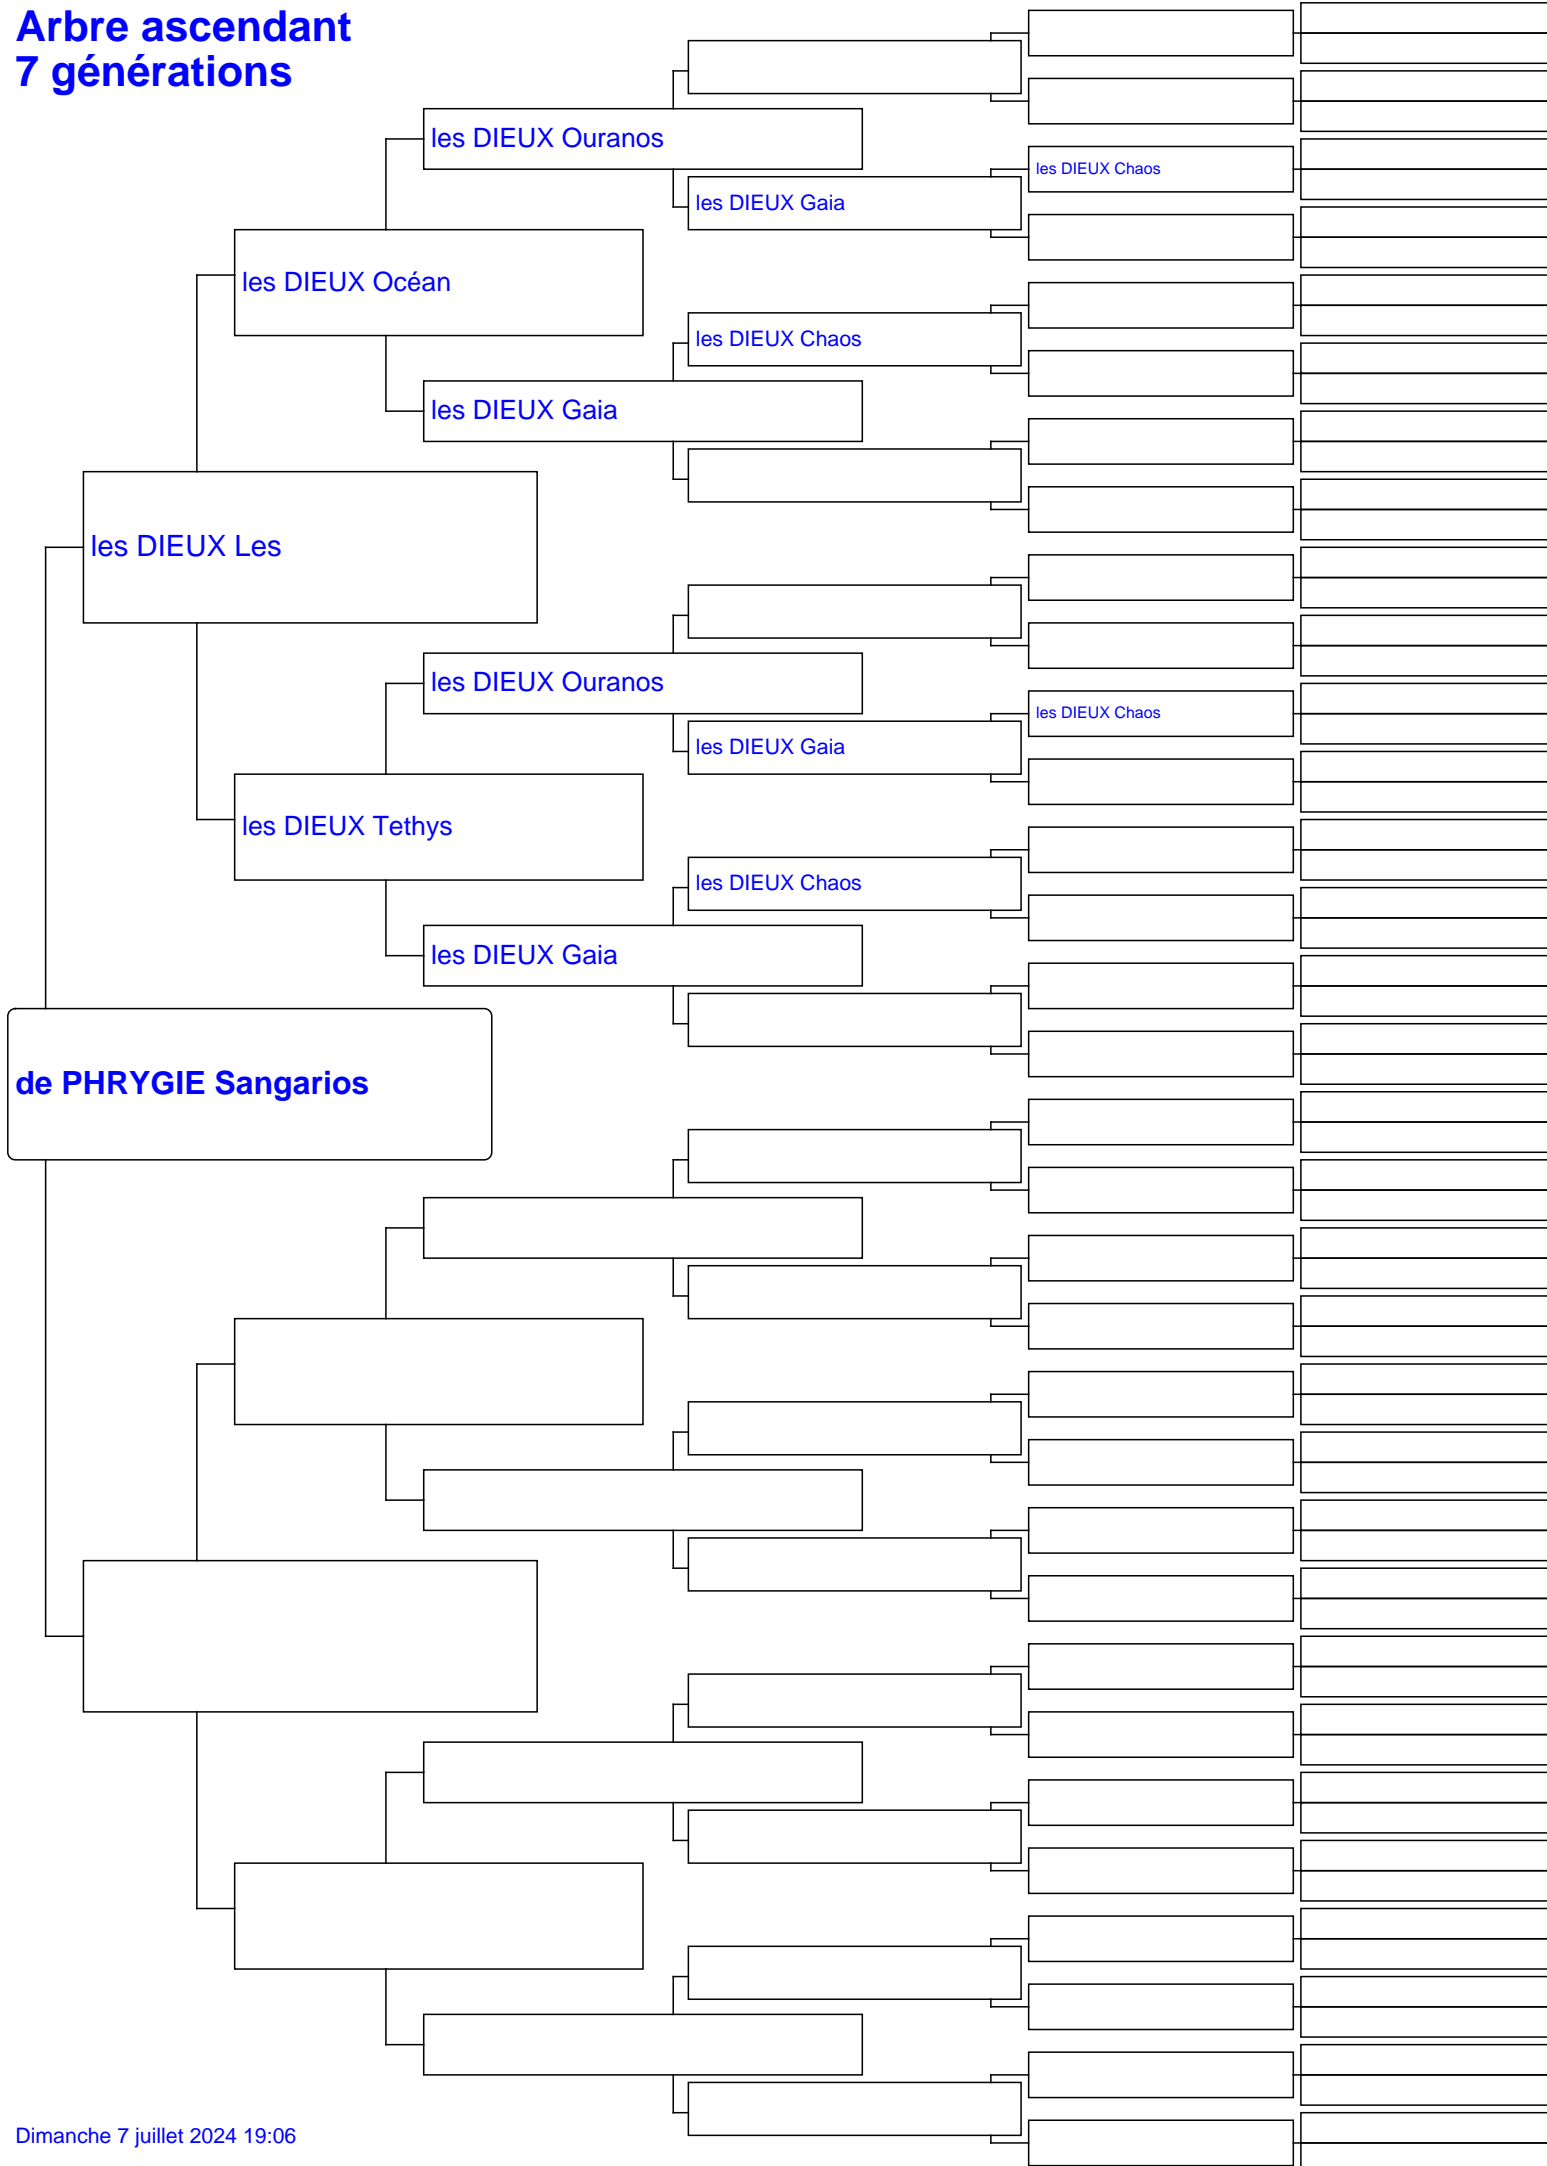 Arbre ascendant
7 générations
les DIEUX Ouranos
les DIEUX Chaos
les DIEUX Gaia
les DIEUX Océan
les DIEUX Chaos
les DIEUX Gaia
les DIEUX Les
les DIEUX Ouranos
les DIEUX Chaos
les DIEUX Gaia
les DIEUX Tethys
les DIEUX Chaos
les DIEUX Gaia
de PHRYGIE Sangarios
Dimanche 7 juillet 2024 19:06